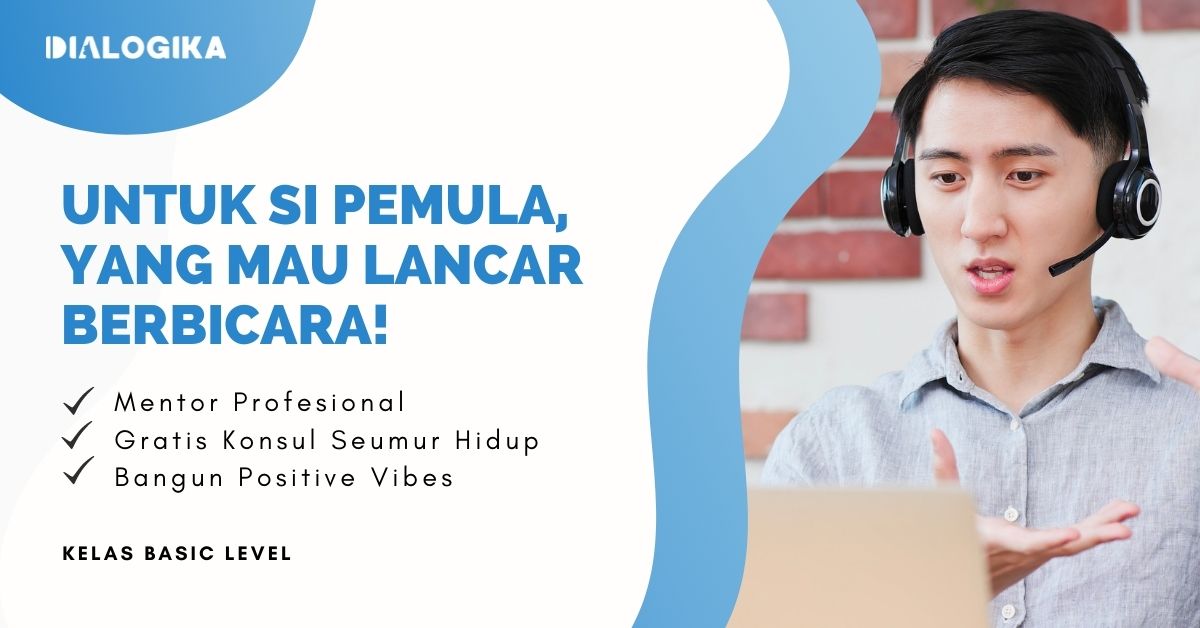 DIALOGIKA
UNTUK SI PEMULA,
YANG MAU LANCAR
BERBICARA!
Mentor Profesional
Gratis Konsul Seumur Hidup
Bangun Positive Vibes
KELAS BASIC LEVEL